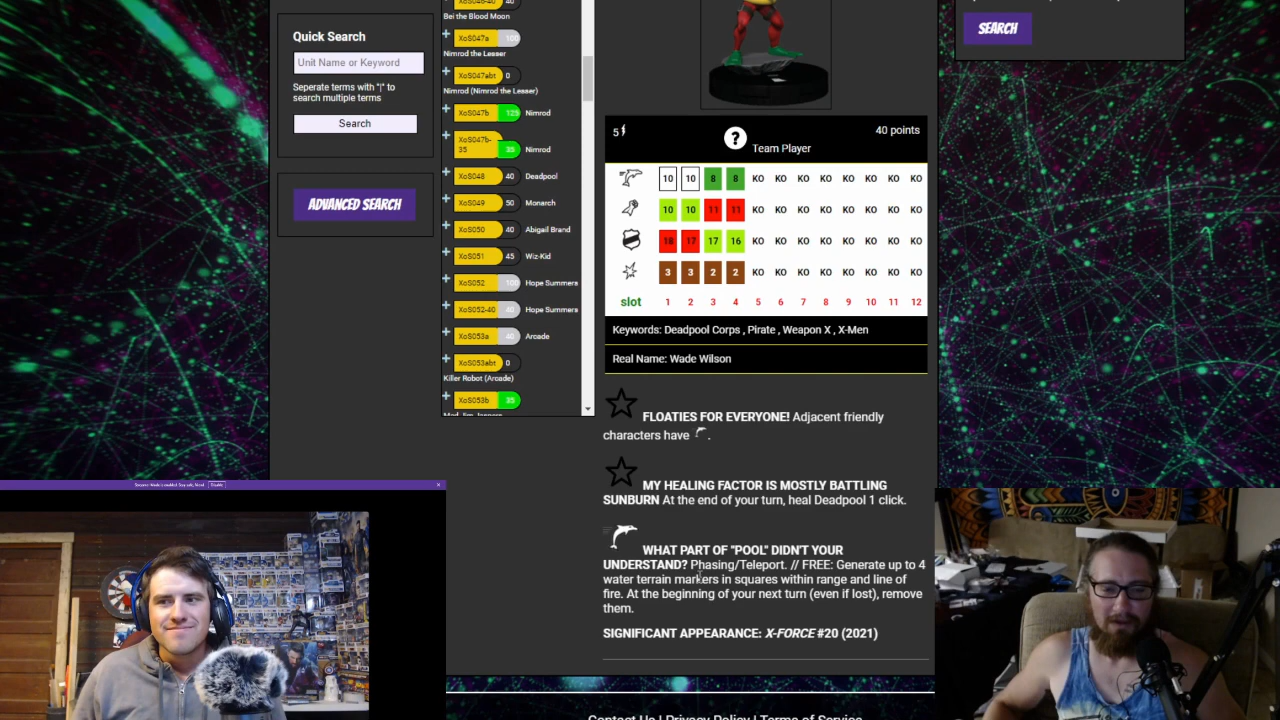 Quick Search
Unit Name or Keyword
Seperate terms with "|" to
search multiple terms
Search
ADVANCED SEARCH
40
Bei the Blood Moon
XoS047a 100
Nimrod the Lesser
XoS047abt 0
Nimrod (Nimrod the Lesser)
XoS047b 125 Nimrod
XoS047b-
35 35 Nimrod
XoS048 40 Deadpool
XoS049 50 Monarch
XoS050 40 Abigail Brand
XoS051 45 Wiz-Kid
XoS052 100 Hope Summers
XoS052-40 40 Hope Summers
XoS053a 40 Arcade
XoS053abt 0
Killer Robot (Arcade)
XoS053b 35
5 ? 40 points
Team Player
10 10 8 8 KO KO KO KO KO KO KO KO
10 10 11 11 KO KO KO KO KO KO KO KO
18 17 17 16 KO KO KO KO KO KO KO KO
3 3 2 2 KO KO KO KO KO KO KO KO
slot 1 2 3 4 5 6 7 8 9 10 11 12
Keywords: Deadpool Corps , Pirate , Weapon X , X-Men
Real Name: Wade Wilson
FLOATIES FOR EVERYONE! Adjacent friendly
characters have .
MY HEALING FACTOR IS MOSTLY BATTLING
SUNBURN At the end of your turn, heal Deadpool 1 click.
WHAT PART OF "POOL" DIDN'T YOUR
UNDERSTAND? Phasing/Teleport. // FREE: Generate up to 4
water terrain markers in squares within range and line of
fire. At the beginning of your next turn (even if lost), remove
them.
SIGNIFICANT APPEARANCE: X-FORCE #20 (2021)
Contact Us | Privacy Policy | Terms of Service
SEARCH